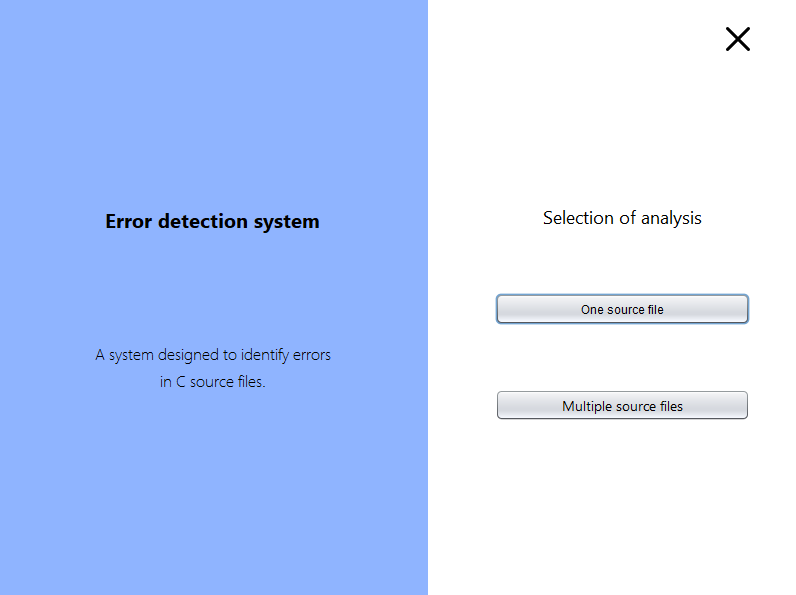 Error detection system
A system designed to identify errors
in C source files.
Selection of analysis
One source file
Multiple source files